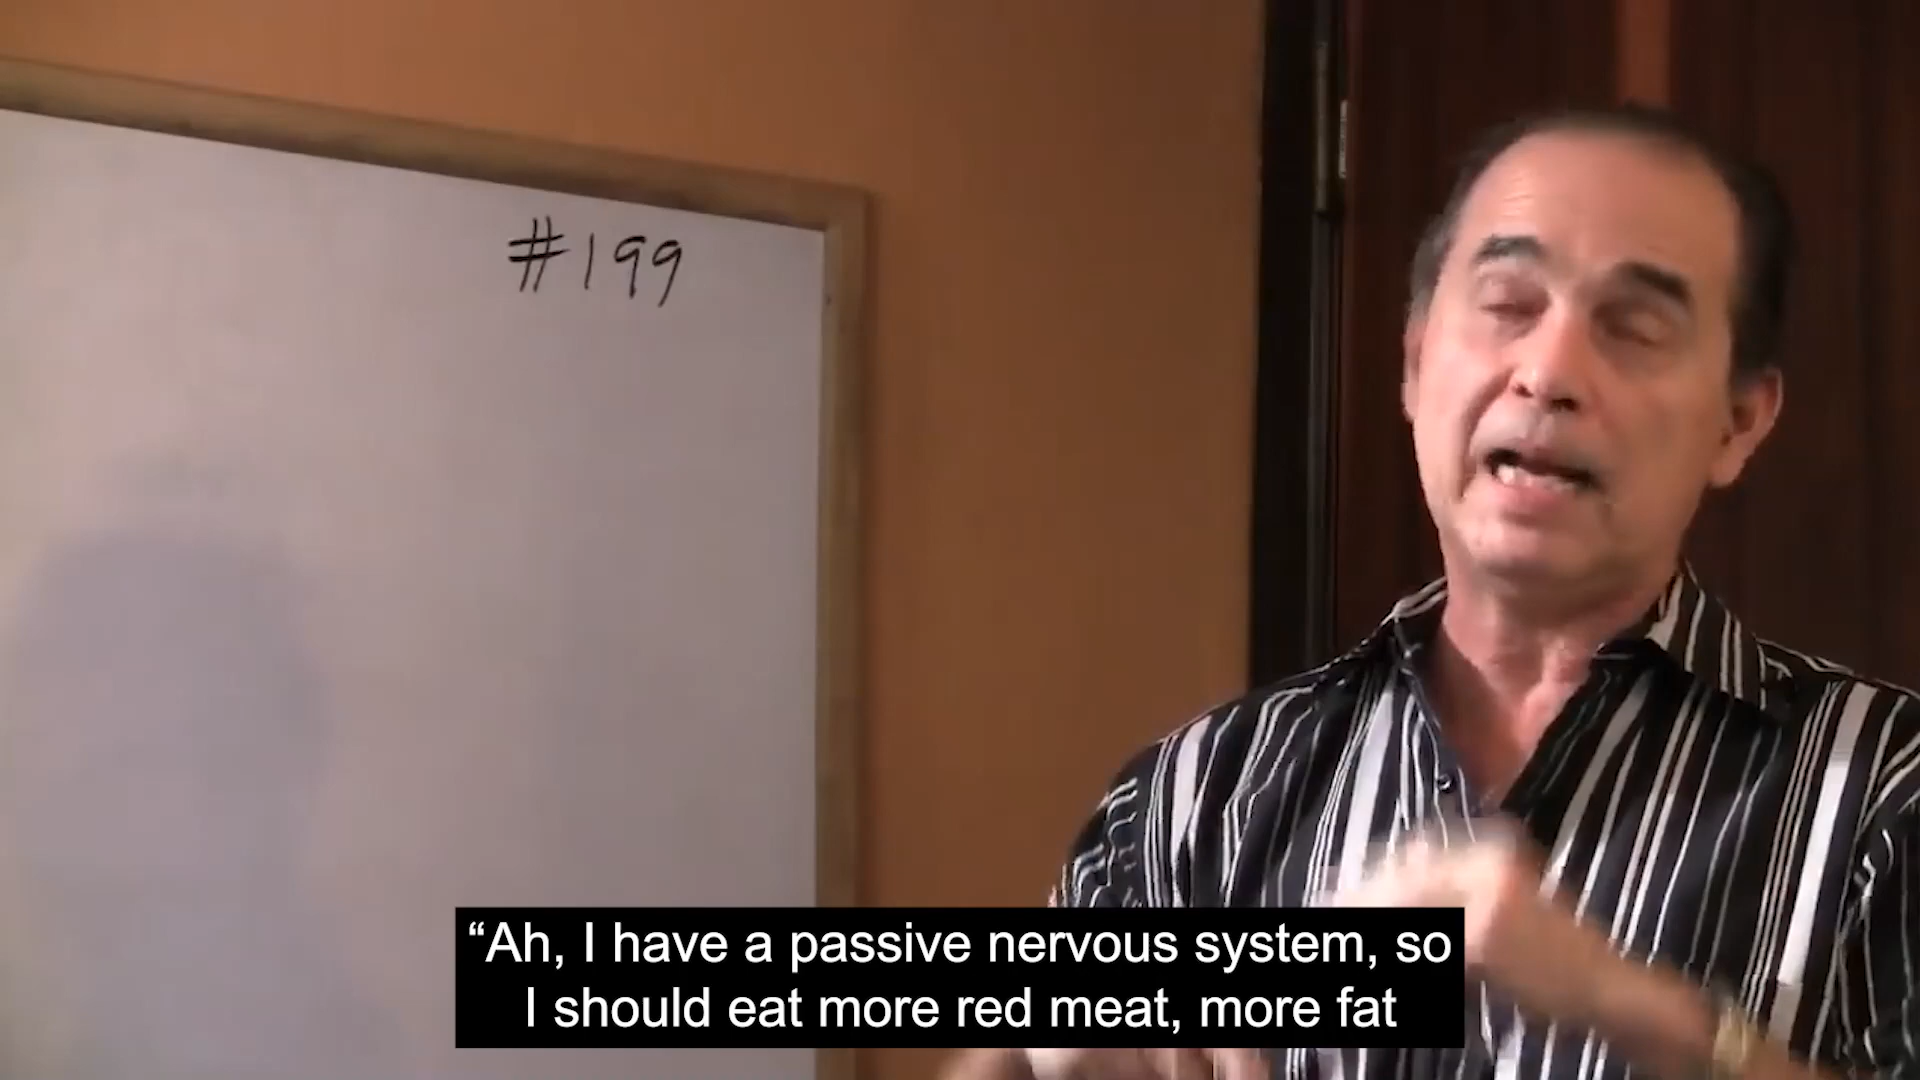 #199
“Ah, I have a passive nervous system, so
I should eat more red meat, more fat